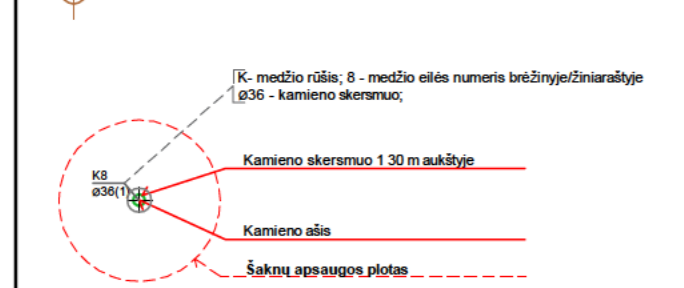 K- medžio rūšis; 8 - medžio eilės numeris brėžinyje/žiniaraštyje
ø36 - kamieno skersmuo;
Kamieno skersmuo 1 30 m aukštyje
K8
ø36(1)
Kamieno ašis
Šaknų apsaugos plotas